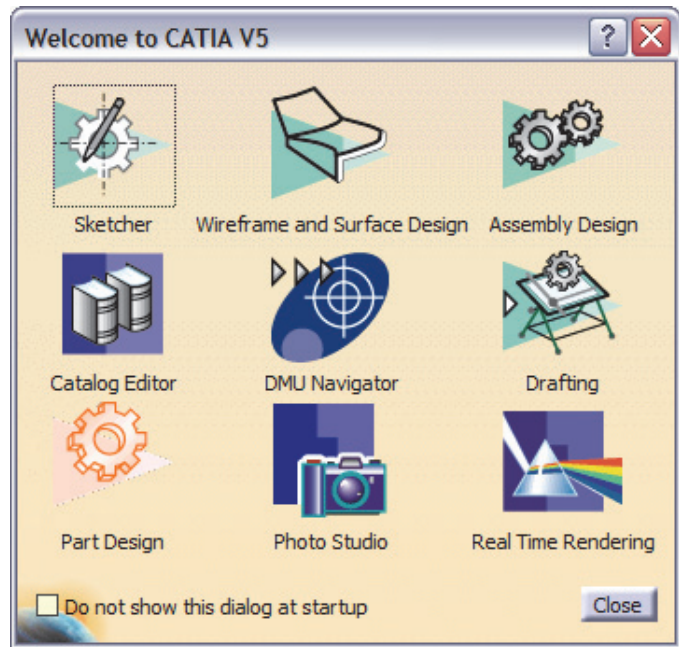 Welcome to CATIA V5
Sketcher
Wireframe and Surface Design
Assembly Design
Catalog Editor
DMU Navigator
Drafting
Part Design
Photo Studio
Real Time Rendering
Do not show this dialog at startup
Close